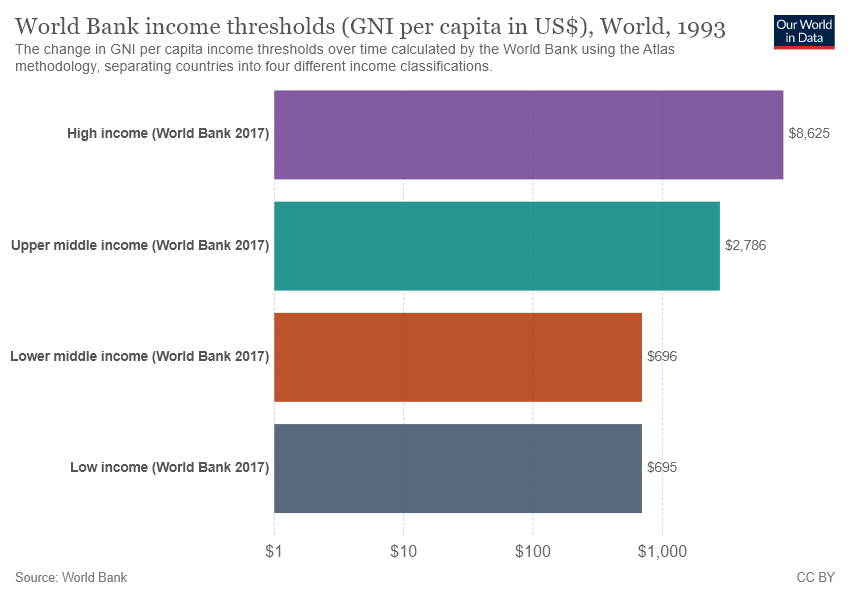 World Bank income thresholds (GNI per capita in US$), World, 1993
Our World
in Data
The change in GNI per capita income thresholds over time calculated by the World Bank using the Atlas
methodology, separating countries into four different income classifications.
High income (World Bank 2017)
$8,625
Upper middle income (World Bank 2017)
$2,786
Lower middle income (World Bank 2017)
$696
Low income (World Bank 2017)
$695
$1
$10
$100
$1,000
Source: World Bank
CC BY